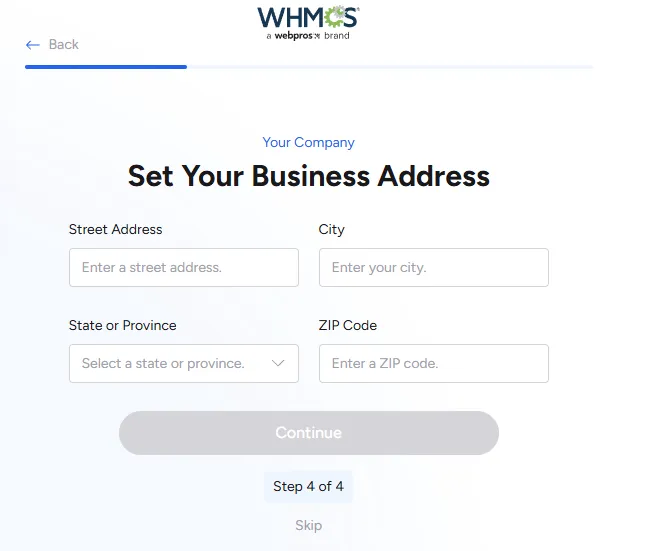 WHMCS
a webpros brand
← Back
Your Company
Set Your Business Address
Street Address
City
Enter a street address.
Enter your city.
State or Province
ZIP Code
Select a state or province.
Enter a ZIP code.
Continue
Step 4 of 4
Skip